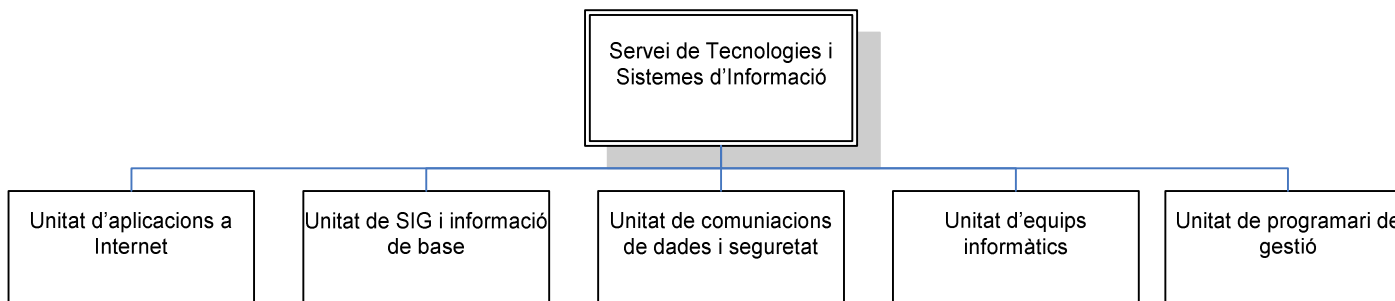 Servei de Tecnologies i
Sistemes d’Informació
Unitat d’aplicacions a
Internet
Unitat de SIG i informació
de base
Unitat de comuniacions
de dades i seguretat
Unitat d’equips
informàtics
Unitat de programari de
gestió